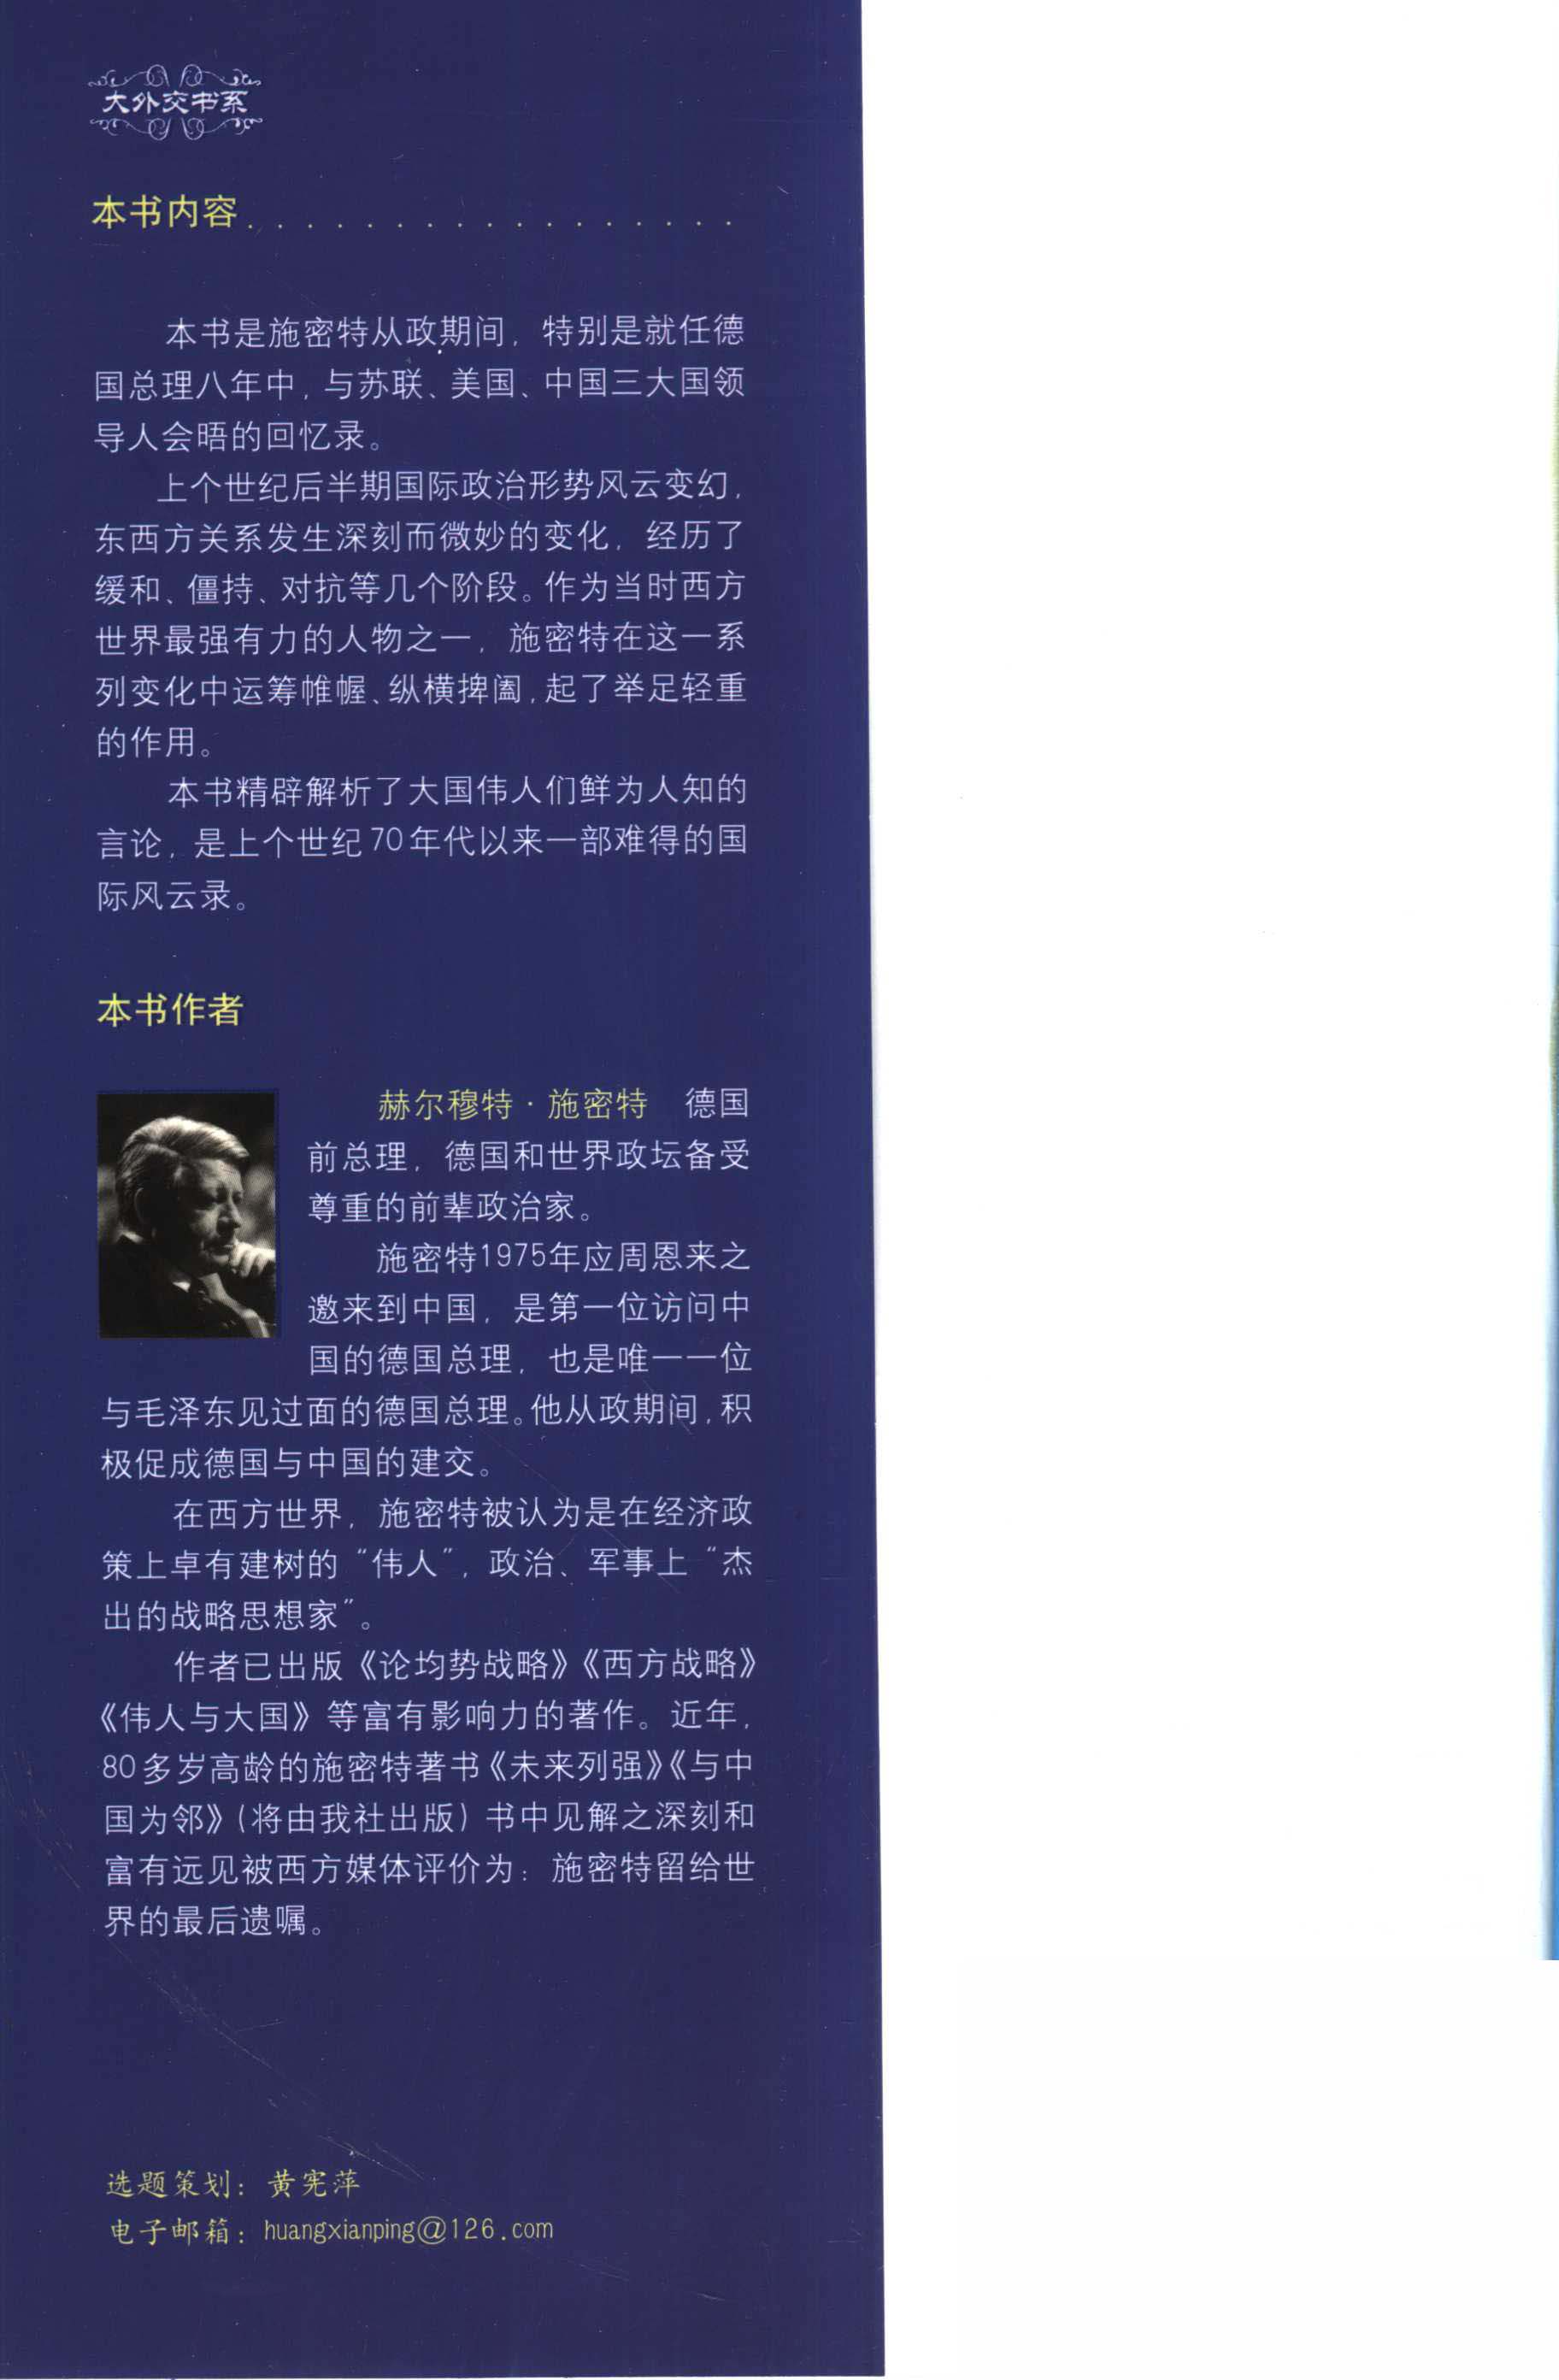 大外交书系
本书内容..................
本书是施密特从政期间，特别是就任德
国总理八年中，与苏联、美国、中国三大国领
导人会晤的回忆录。
上个世纪后半期国际政治形势风云变幻，
东西方关系发生深刻而微妙的变化，经历了
缓和、僵持、对抗等几个阶段。作为当时西方
世界最强有力的人物之一，施密特在这一系
列变化中运筹帷幄、纵横捭阖，起了举足轻重
的作用。
本书精辟解析了大国伟人们鲜为人知的
言论，是上个世纪70年代以来一部难得的国
际风云录。
本书作者
赫尔穆特·施密特 德国
前总理，德国和世界政坛备受
尊重的前辈政治家。
施密特1975年应周恩来之
邀来到中国，是第一位访问中
国的德国总理，也是唯一一位
与毛泽东见过面的德国总理。他从政期间，积
极促成德国与中国的建交。
在西方世界，施密特被认为是在经济政
策上卓有建树的“伟人”，政治、军事上“杰
出的战略思想家”。
作者已出版《论均势战略》《西方战略》
《伟人与大国》等富有影响力的著作。近年，
80多岁高龄的施密特著书《未来列强》《与中
国为邻》（将由我社出版）书中见解之深刻和
富有远见被西方媒体评价为：施密特留给世
界的最后遗嘱。
选题策划：黄宪萍
电子邮箱：huangxianping@126.com